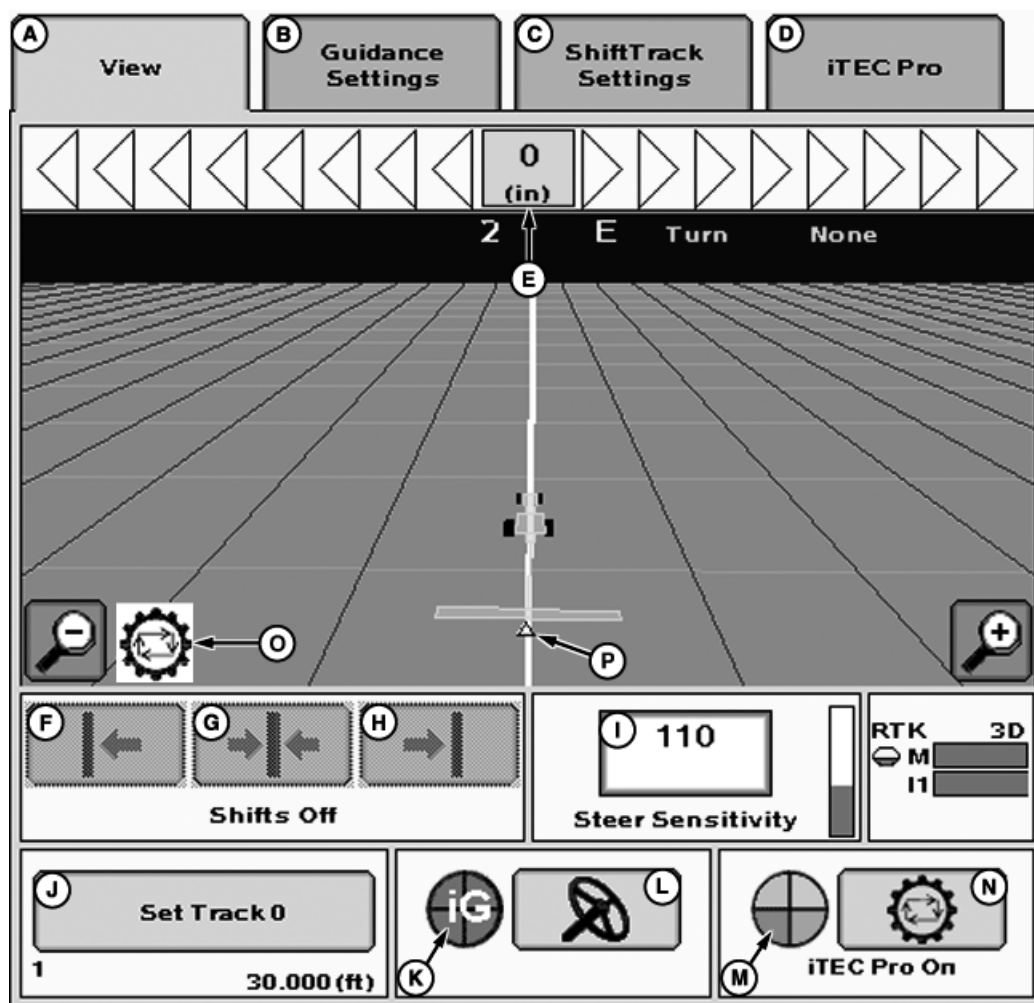 A
View
B
Guidance
Settings
C
ShiftTrack
Settings
D
iTEC Pro
0
(in)
2 E Turn None
E
O
P
F
G
H
Shifts Off
I
110
Steer Sensitivity
RTK 3D
M
I1
J
Set Track 0
1
30.000 (ft)
iG
K
L
M
N
iTEC Pro On